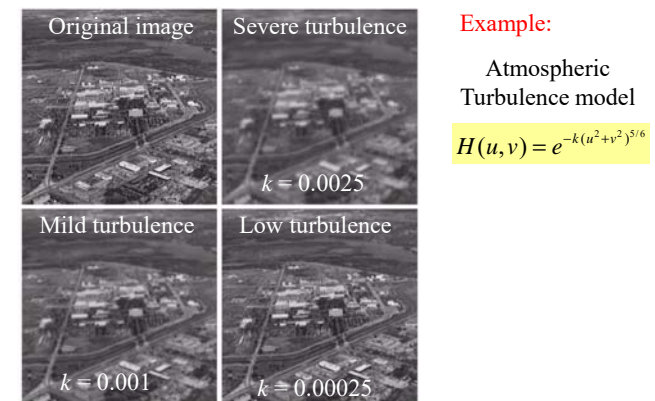 Original image
Severe turbulence
k = 0.0025
Mild turbulence
Low turbulence
k = 0.001
k = 0.00025
Example:
Atmospheric
Turbulence model
H(u,v) = e^{-k(u^2+v^2)^{5/6}}